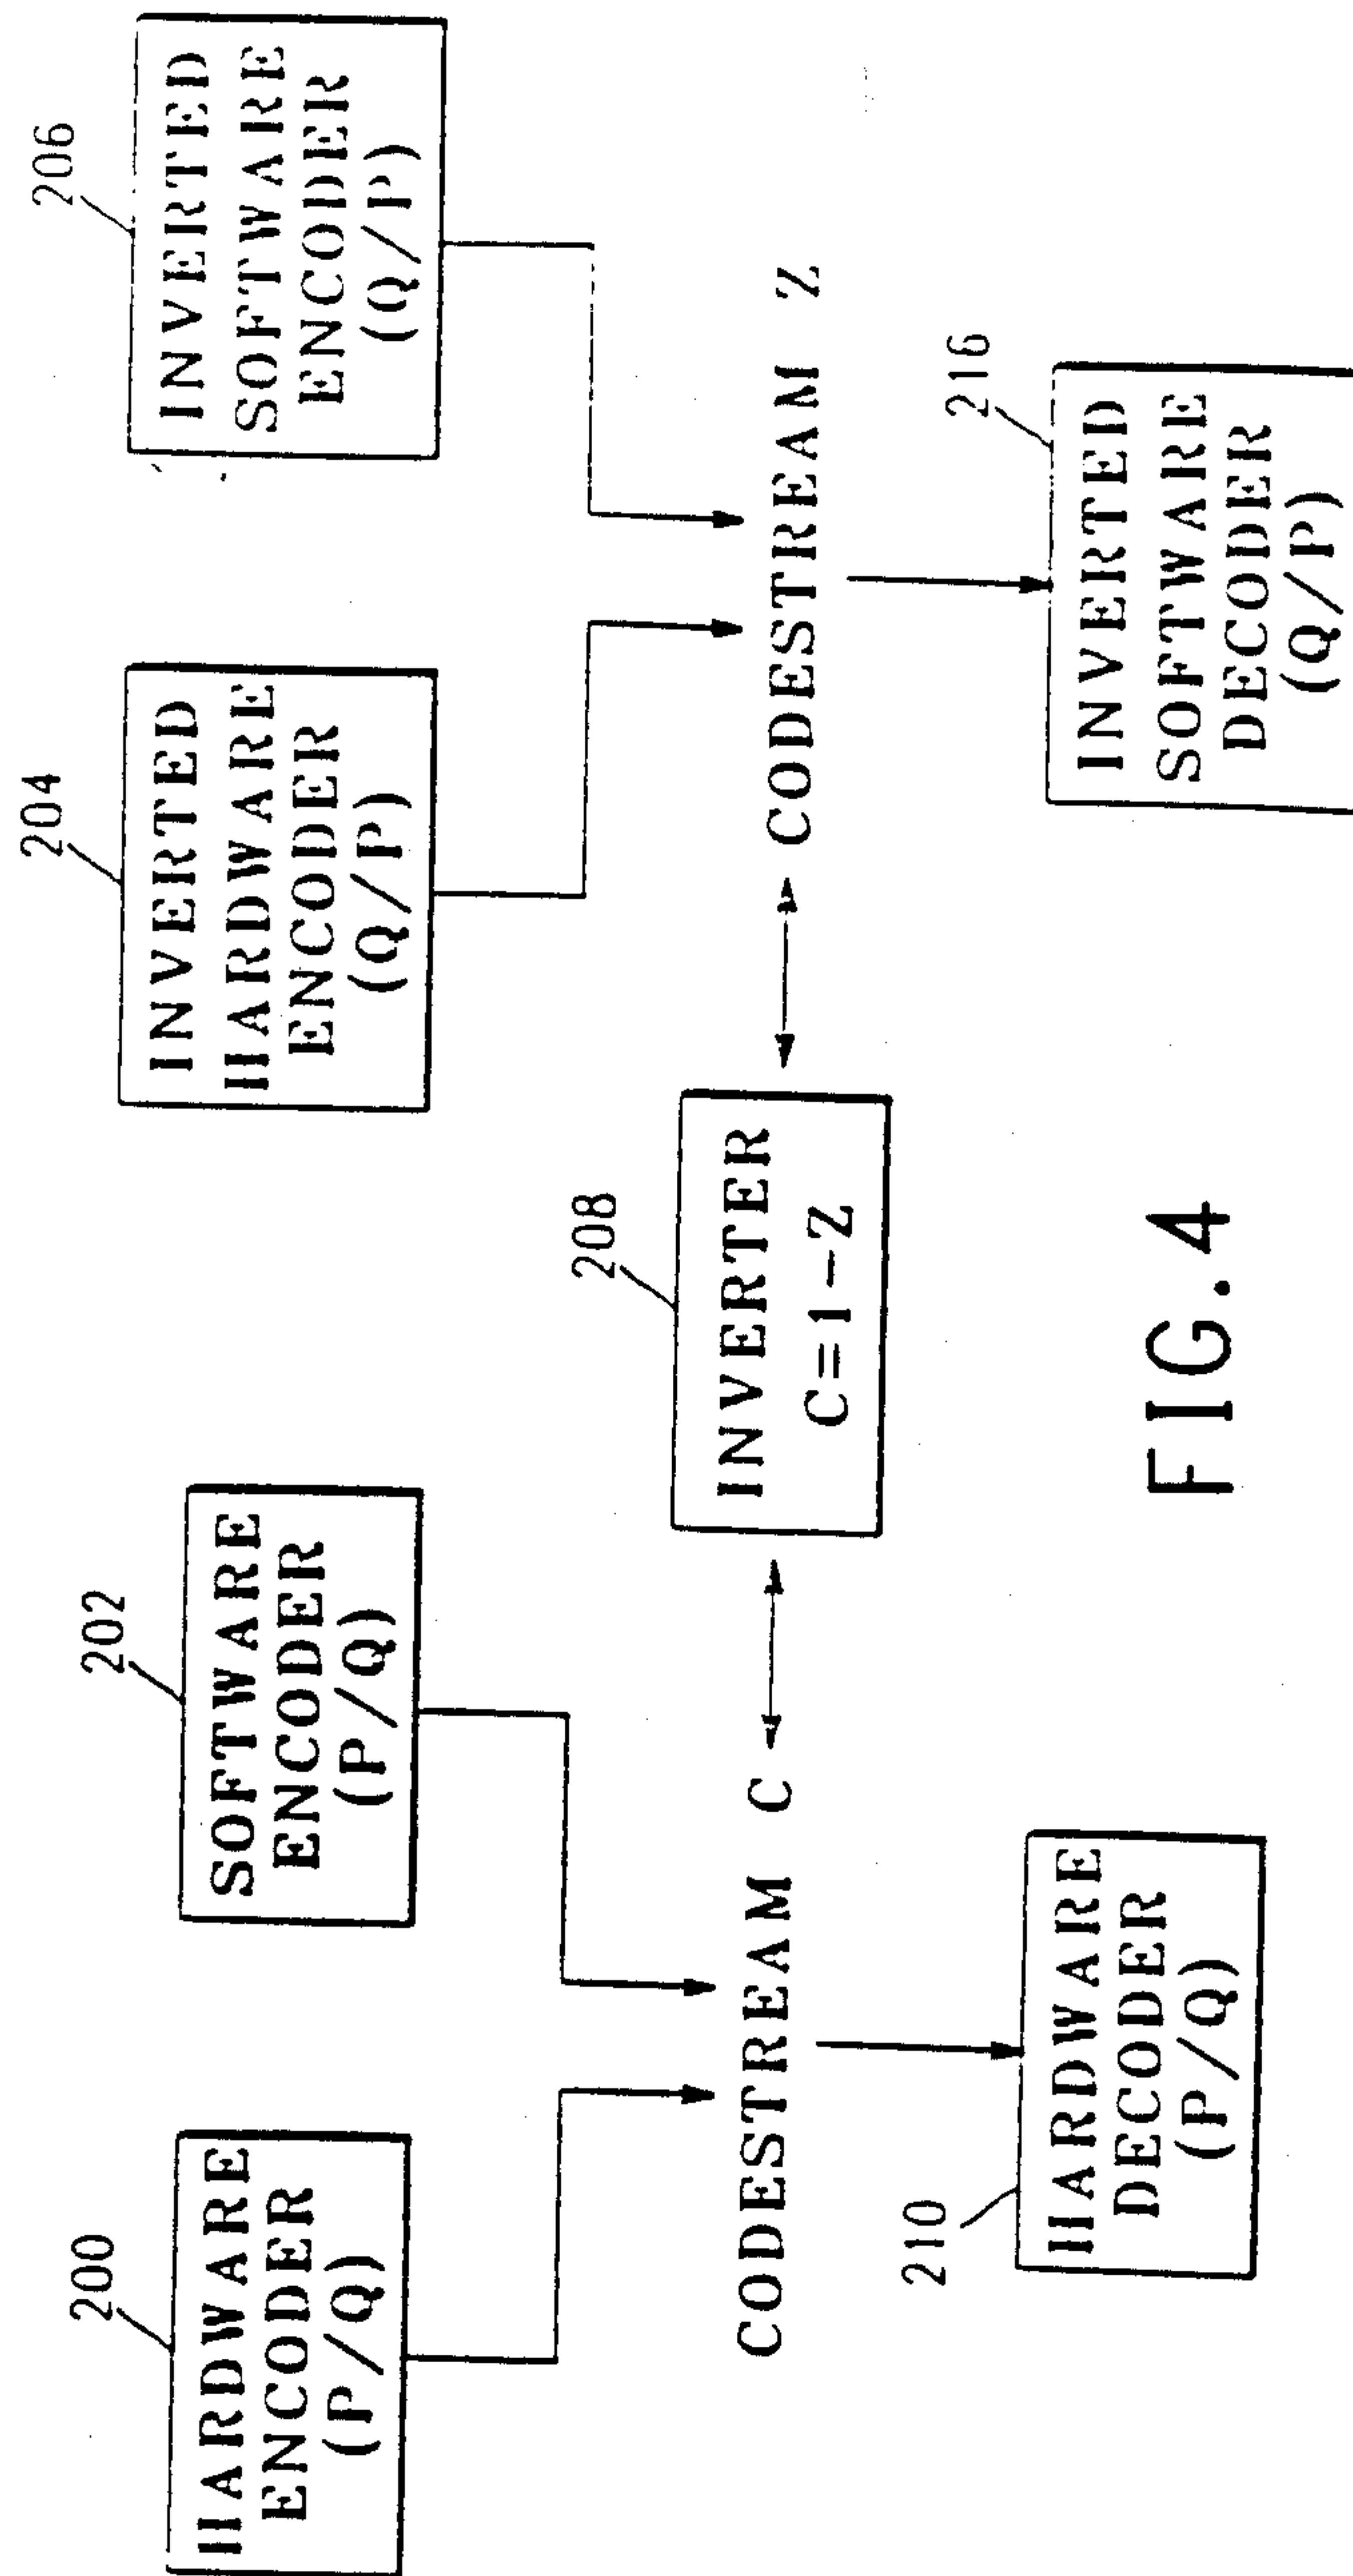 200
HARDWARE
ENCODER
(P/Q)
202
SOFTWARE
ENCODER
(P/Q)
204
INVERTED
HARDWARE
ENCODER
(Q/P)
206
INVERTED
SOFTWARE
ENCODER
(Q/P)
CODESTREAM C
208
INVERTER
C=1-Z
CODESTREAM Z
210
HARDWARE
DECODER
(P/Q)
216
INVERTED
SOFTWARE
DECODER
(Q/P)
FIG.4